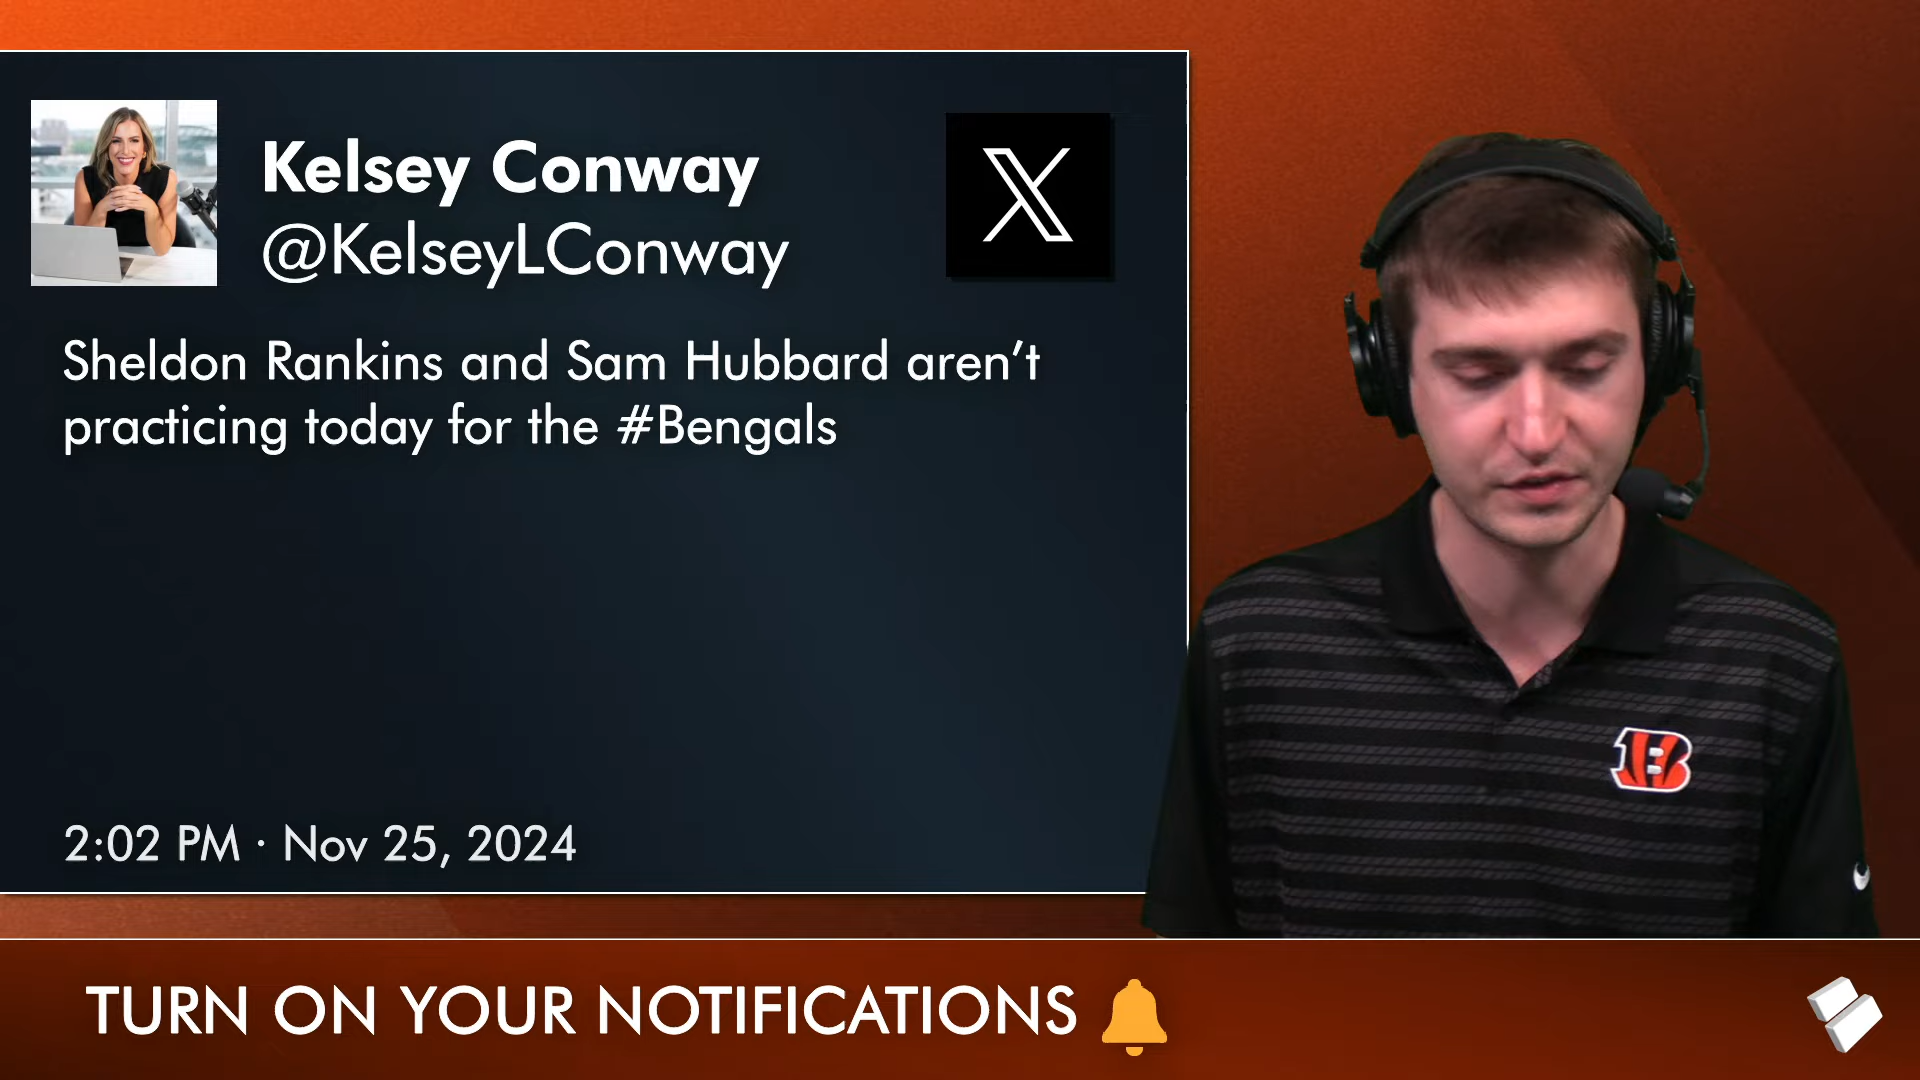 Kelsey Conway
@KelseyLConway
Sheldon Rankins and Sam Hubbard aren’t
practicing today for the #Bengals
2:02 PM · Nov 25, 2024
TURN ON YOUR NOTIFICATIONS